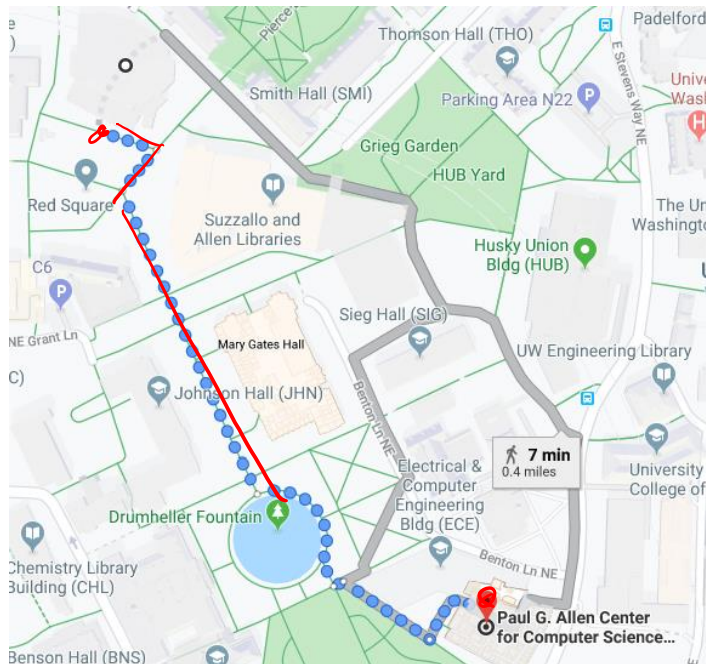 Pierce
Thomson Hall (THO)
E Stevens Way NE
Padelford
Smith Hall (SMI)
Parking Area N22
Grieg Garden
HUB Yard
Red Square
Suzzallo and
Allen Libraries
Husky Union
Bldg (HUB)
The Un
Washington
C6
Sieg Hall (SIG)
NE Grant Ln
Mary Gates Hall
UW Engineering Library
C)
Johnson Hall (JHN)
Benton Ln NE
7 min
0.4 miles
Electrical &
Computer
Engineering
Bldg (ECE)
University
College of
Drumheller Fountain
Chemistry Library
Building (CHL)
Benton Ln NE
Paul G. Allen Center
for Computer Science...
Benson Hall (BNS)